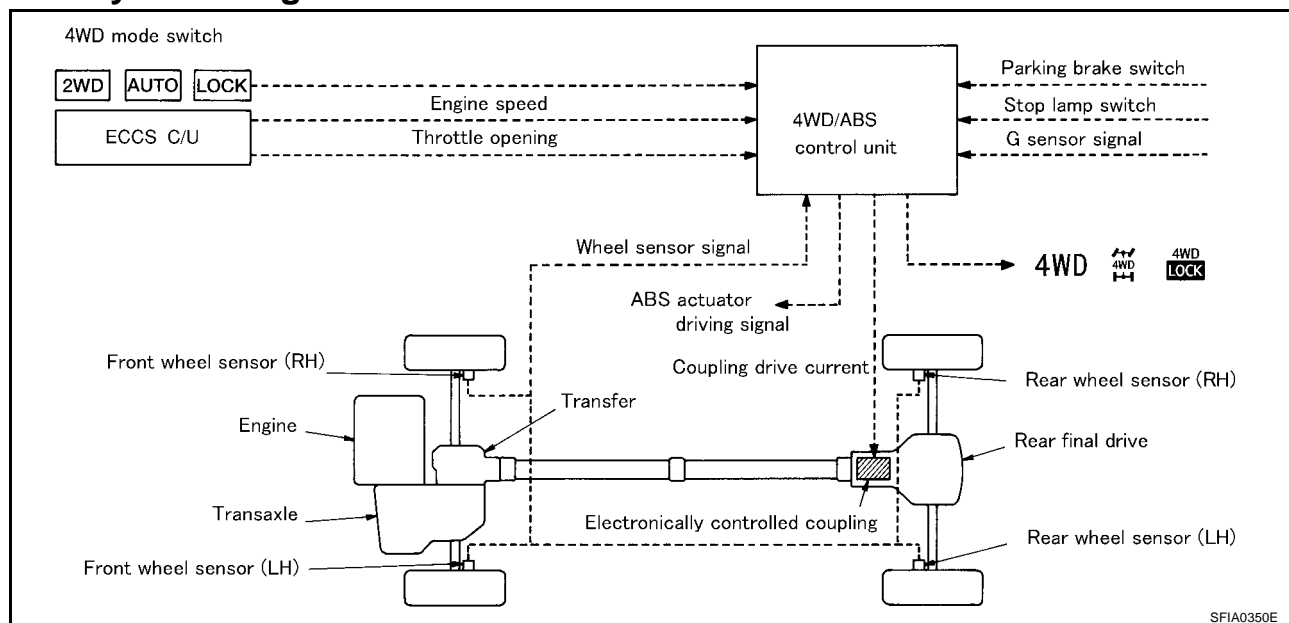 4WD mode switch
2WD AUTO LOCK
ECCS C/U
Engine speed
Throttle opening
4WD/ABS
control unit
Parking brake switch
Stop lamp switch
G sensor signal
Wheel sensor signal
4WD
4WD
4WD
LOCK
ABS actuator
driving signal
Coupling drive current
Front wheel sensor (RH)
Rear wheel sensor (RH)
Transfer
Engine
Rear final drive
Transaxle
Electronically controlled coupling
Rear wheel sensor (LH)
Front wheel sensor (LH)
SFIA0350E